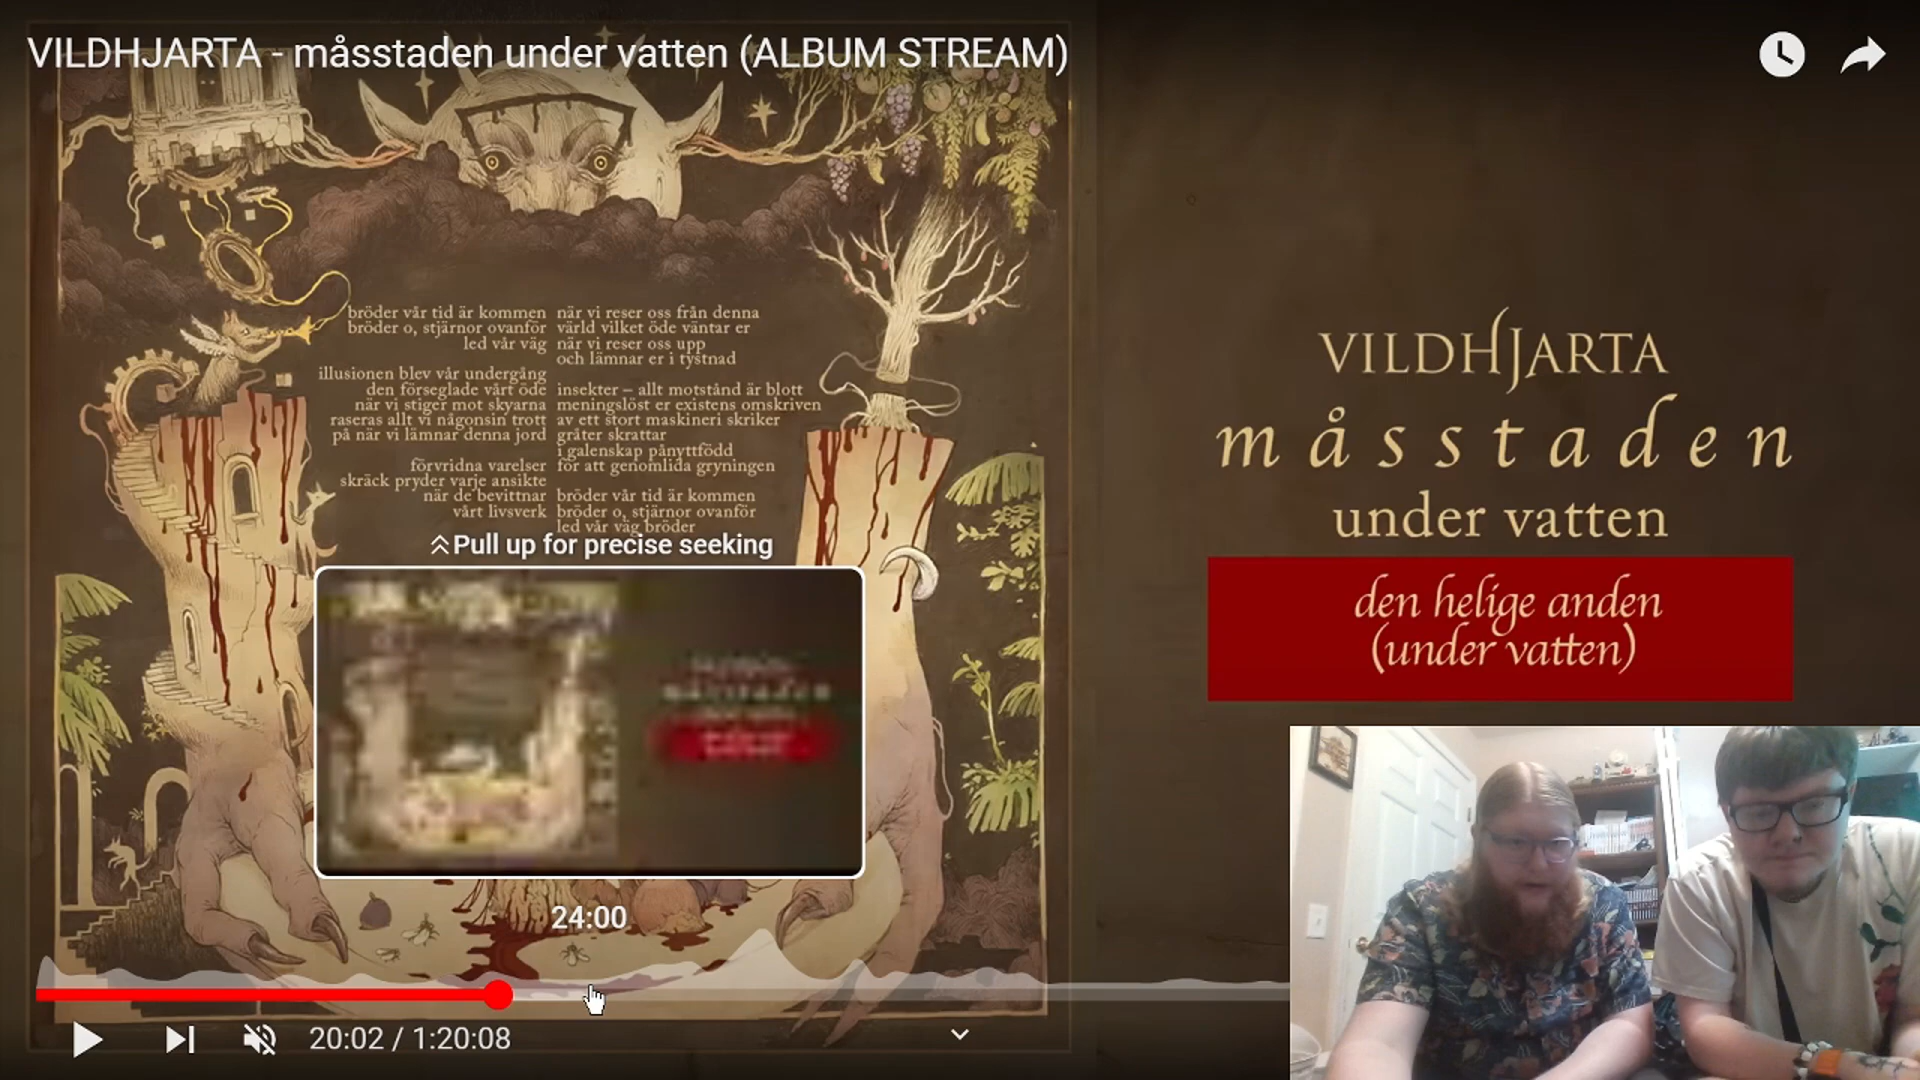 VILDHJARTA - måsstaden under vatten (ALBUM STREAM)
bröder vår tid är kommen
bröder o, stjärnor ovanför
led vår väg
illusionen blev vår undergång
den förseglade vårt öde
när vi stiger mot skyarna
raseras allt vi någonsin trott
på när vi lämnar denna jord
förvridna varelser
skräck pryder varje ansikte
när de bevittnar
vårt livsverk
när vi reser oss från denna
värld vilket öde väntar er
när vi reser oss upp
och lämnar er i tystnad
insekter – allt motstånd är blott
meningslöst er existens omskriven
av ett stort maskineri skriker
gråter skrattar
i galenskap pånyttfödd
för att genomlida gryningen
bröder vår tid är kommen
bröder o, stjärnor ovanför
led vår väg bröder
Pull up for precise seeking
24:00
20:02 / 1:20:08
VILDHJARTA
måsstaden
under vatten
den helige anden
(under vatten)